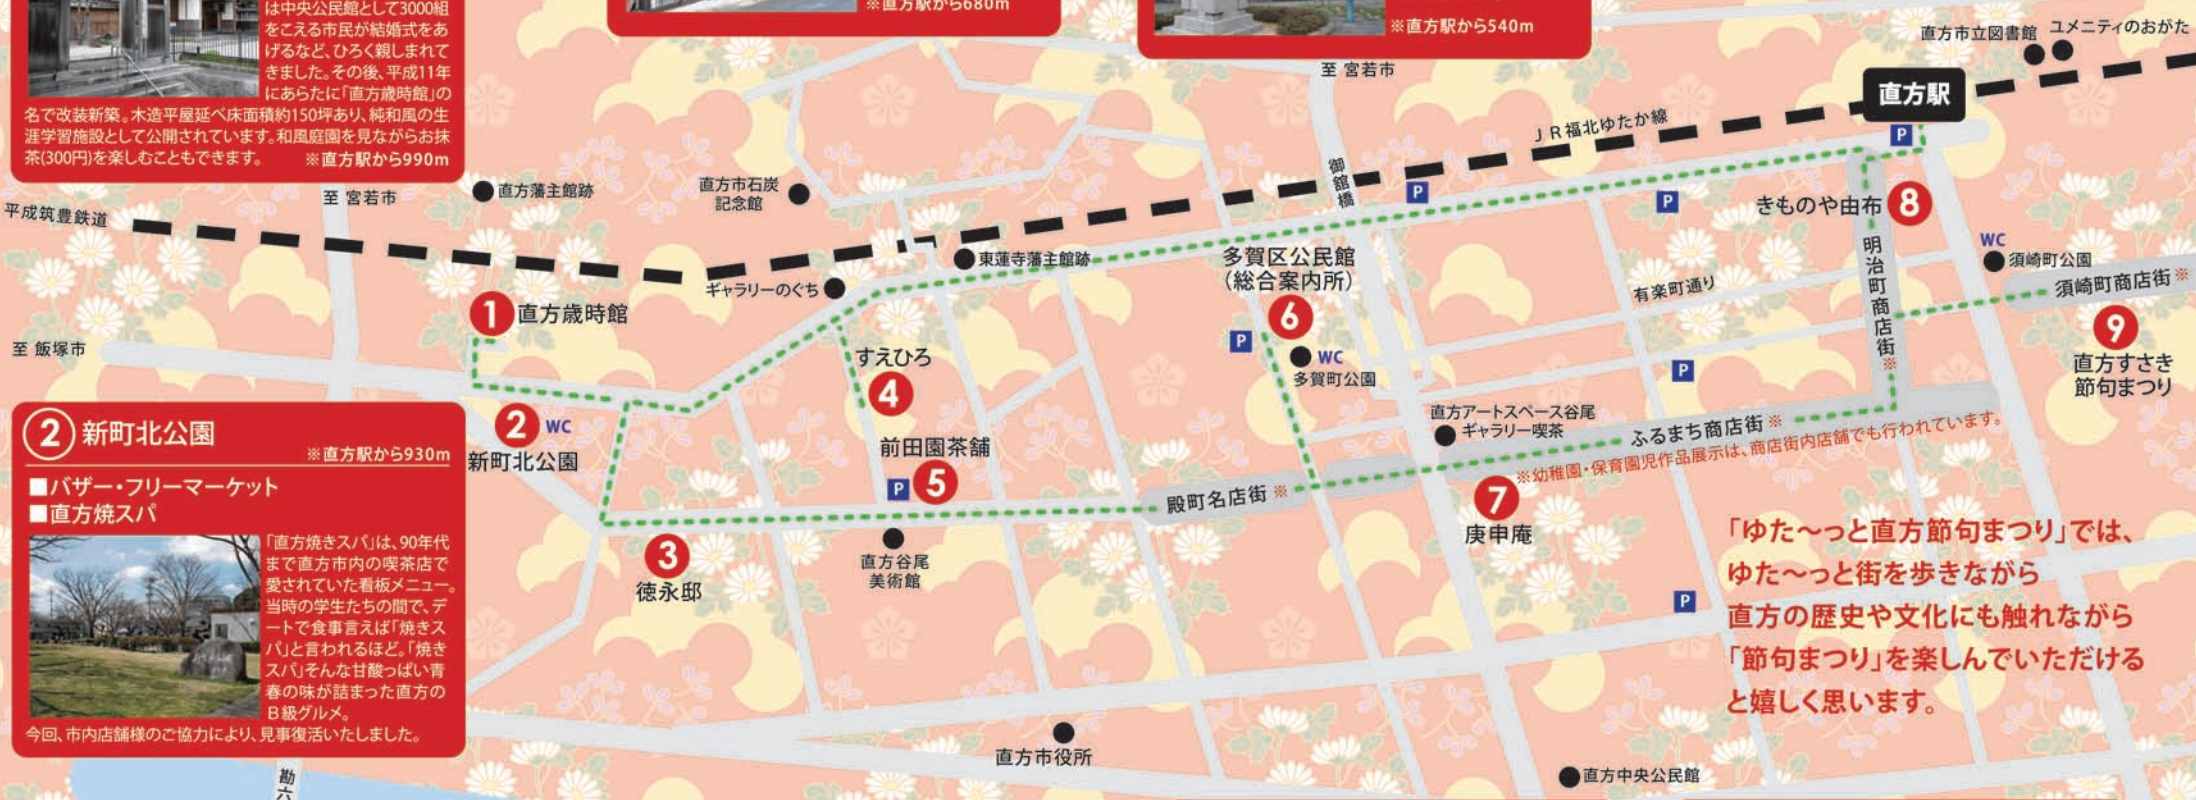 は中央公民館として3000組
をこえる市民が結婚式をあ
げるなど、ひろく親しまれて
きました。その後、平成11年
にあらたに「直方歳時館」の
名で改装新築。木造平屋延べ床面積約150坪あり、純和風の生
涯学習施設として公開されています。和風庭園を見ながらお抹
茶(300円)を楽しむこともできます。
※直方駅から990m
※直方駅から680m
※直方駅から540m
至 宮若市
直方市立図書館
ユメニティのおがた
直方駅
P
JR福北ゆたか線
御館橋
平成筑豊鉄道
至 宮若市
直方藩主館跡
直方市石炭
記念館
P
P
きものや由布
8
明治町商店街※
WC
須崎町公園
須崎町商店街※
9
直方すさき
節句まつり
東蓮寺藩主館跡
ギャラリーのぐち
多賀区公民館
(総合案内所)
6
P
WC
多賀町公園
有楽町通り
P
1
直方歳時館
至 飯塚市
すえひろ
4
2
WC
新町北公園
前田園茶舗
P
5
直方アートスペース谷尾
ギャラリー喫茶
ふるまち商店街※
※幼稚園・保育園児作品展示は、商店街内店舗でも行われています。
殿町名店街※
7
庚申庵
3
徳永邸
直方谷尾
美術館
P
直方市役所
直方中央公民館
2 新町北公園
※直方駅から930m
■バザー・フリーマーケット
■直方焼スパ
「直方焼きスパ」は、90年代
まで直方市内の喫茶店で
愛されていた看板メニュー。
当時の学生たちの間で、デ
ートで食事言えば「焼きス
パ」と言われるほど。「焼き
スパ」そんな甘酸っぱい青
春の味が詰まった直方の
B級グルメ。
今回、市内店舗様のご協力により、見事復活いたしました。
勘六
「ゆた〜っと直方節句まつり」では、
ゆた〜っと街を歩きながら
直方の歴史や文化にも触れながら
「節句まつり」を楽しんでいただける
と嬉しく思います。